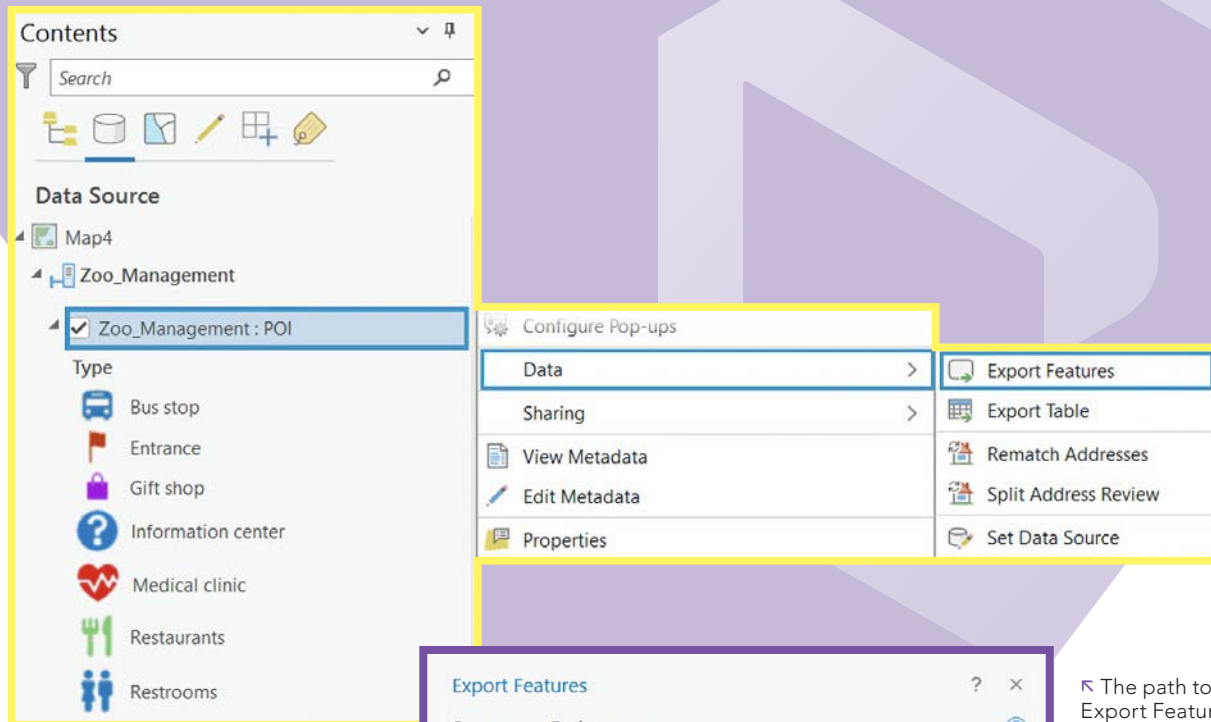 Contents
Search
Data Source
Map4
Zoo_Management
Zoo_Management : POI
Type
Bus stop
Entrance
Gift shop
Information center
Medical clinic
Restaurants
Restrooms
Configure Pop-ups
Data
Sharing
View Metadata
Edit Metadata
Properties
Export Features
Export Table
Rematch Addresses
Split Address Review
Set Data Source
Export Features
The path to